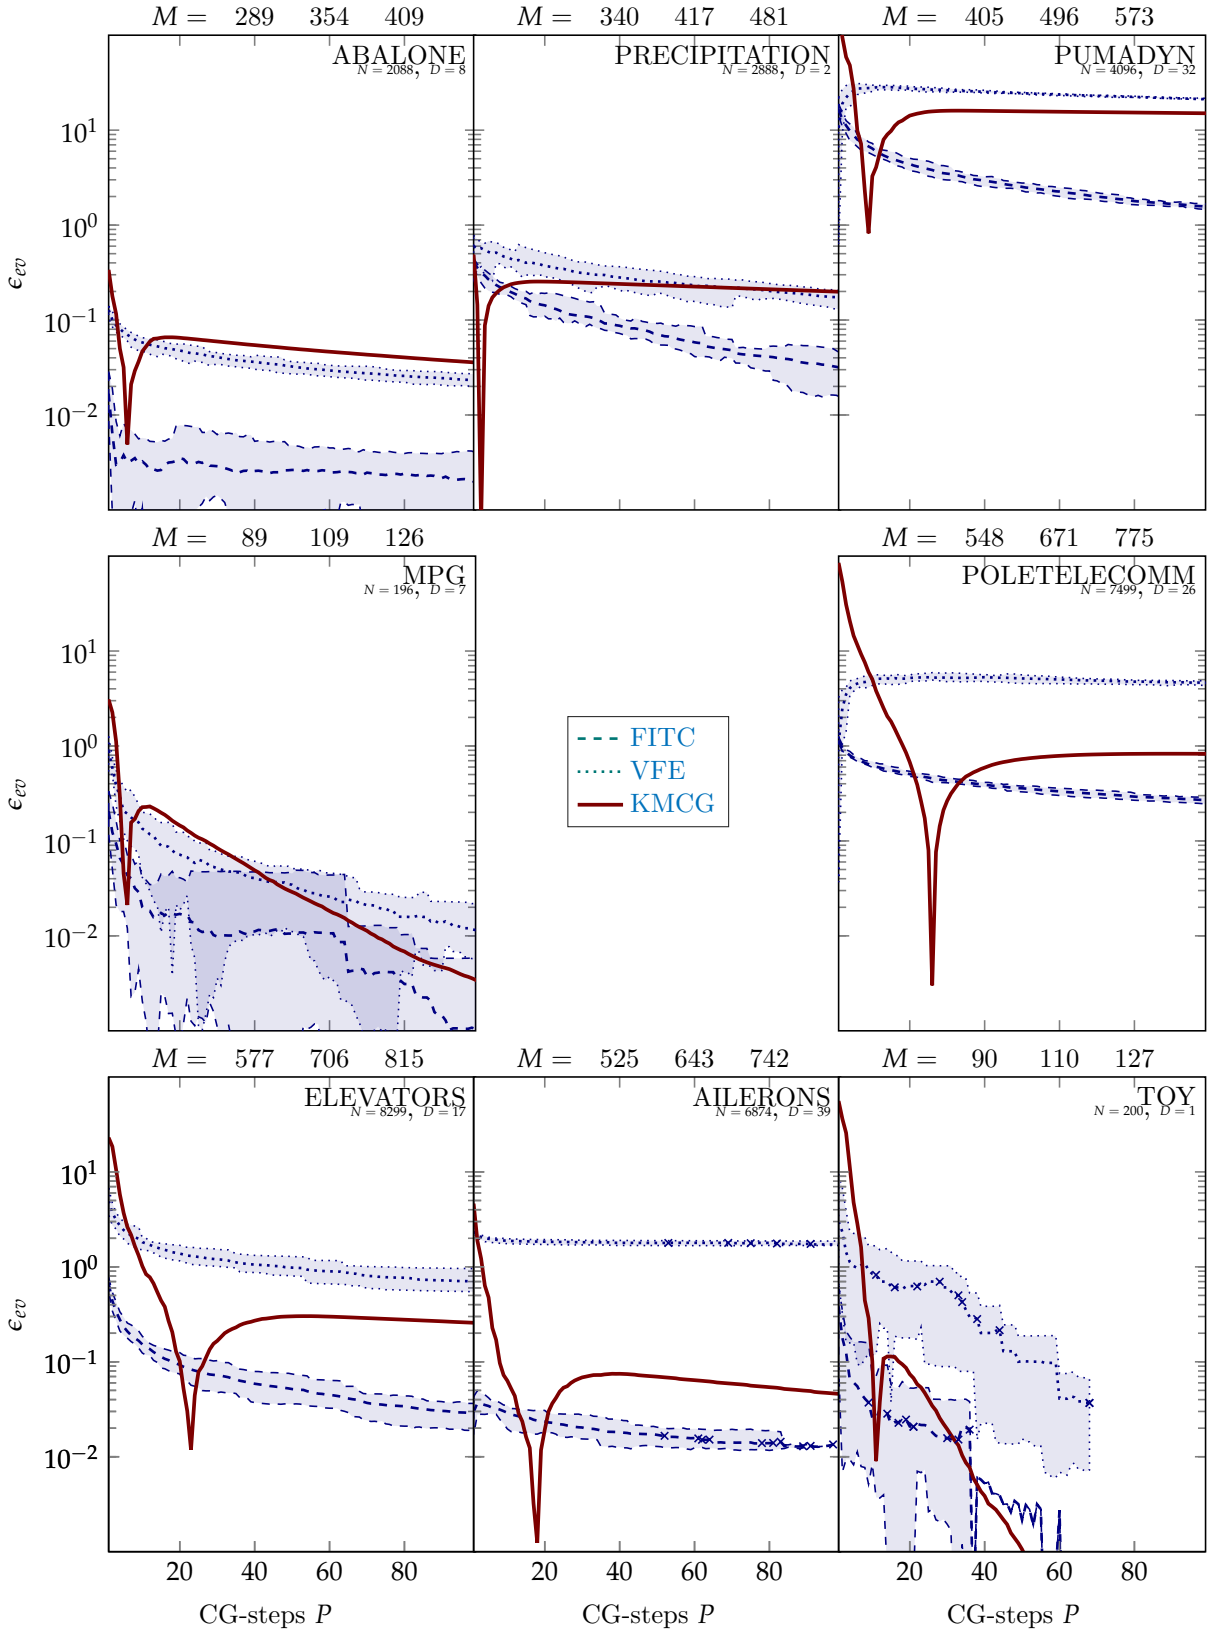 M = 289 354 409
M = 340 417 481
M = 405 496 573
ABALONE
N = 2088, D = 8
PRECIPITATION
N = 2888, D = 2
PUMADYN
N = 4096, D = 32
10^1
10^0
10^-1
10^-2
ϵ_ev
M = 89 109 126
M = 548 671 775
MPG
N = 196, D = 7
POLETELECOMM
N = 7499, D = 26
10^1
10^0
10^-1
10^-2
ϵ_ev
FITC
VFE
KMCG
M = 577 706 815
M = 525 643 742
M = 90 110 127
ELEVATORS
N = 8299, D = 17
AILERONS
N = 6874, D = 39
TOY
N = 200, D = 1
10^1
10^0
10^-1
10^-2
ϵ_ev
20 40 60 80
20 40 60 80
20 40 60 80
CG-steps P
CG-steps P
CG-steps P